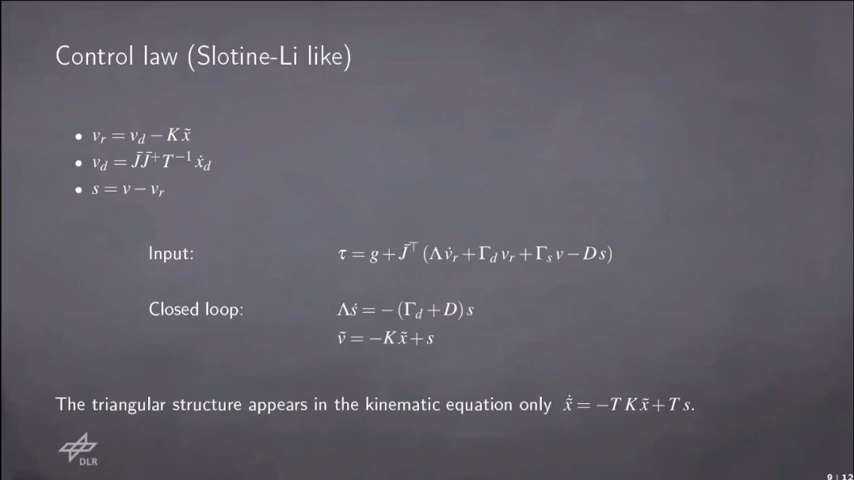 Control law (Slotine-Li like)
• v_r = v_d − K x̃
• v_d = J̄ J̄⁺ T⁻¹ ẋ_d
• s = v − v_r
Input: τ = g + J̄^⊤ (Λ v̇_r + Γ_d v_r + Γ_s v − D s)
Closed loop: Λ ṡ = − (Γ_d + D) s
ṽ = −K x̃ + s
The triangular structure appears in the kinematic equation only x̃̇ = −T K x̃ + T s.
DLR
9 | 12